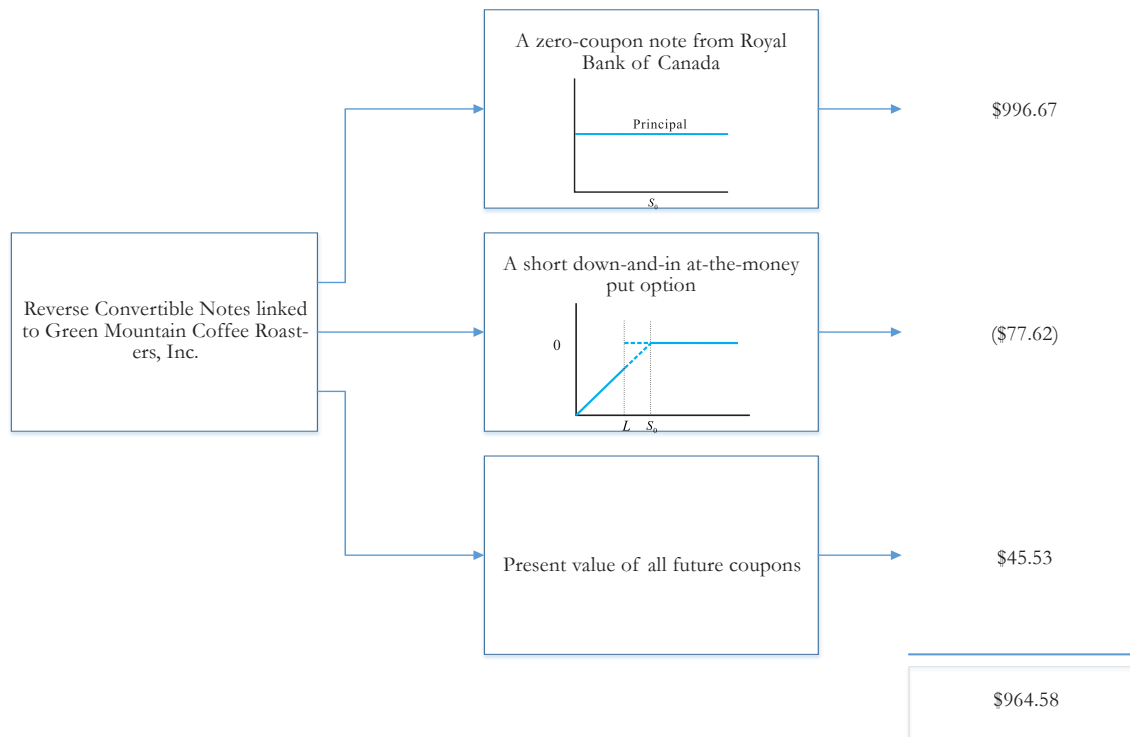 A zero-coupon note from Royal
Bank of Canada
Principal
S₀
$996.67
Reverse Convertible Notes linked
to Green Mountain Coffee Roast-
ers, Inc.
A short down-and-in at-the-money
put option
0
L S₀
($77.62)
Present value of all future coupons
$45.53
$964.58